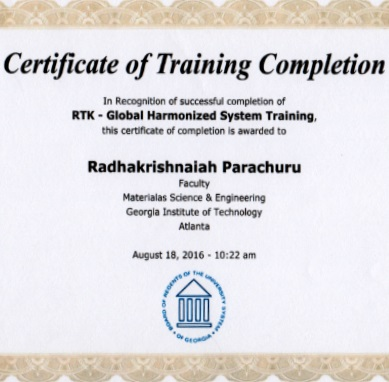 Certificate of Training Completion
In Recognition of successful completion of
RTK - Global Harmonized System Training,
this certificate of completion is awarded to
Radhakrishnaiah Parachuru
Faculty
Materialas Science & Engineering
Georgia Institute of Technology
Atlanta
August 18, 2016 - 10:22 am
BOARD OF REGENTS OF THE UNIVERSITY SYSTEM OF GEORGIA